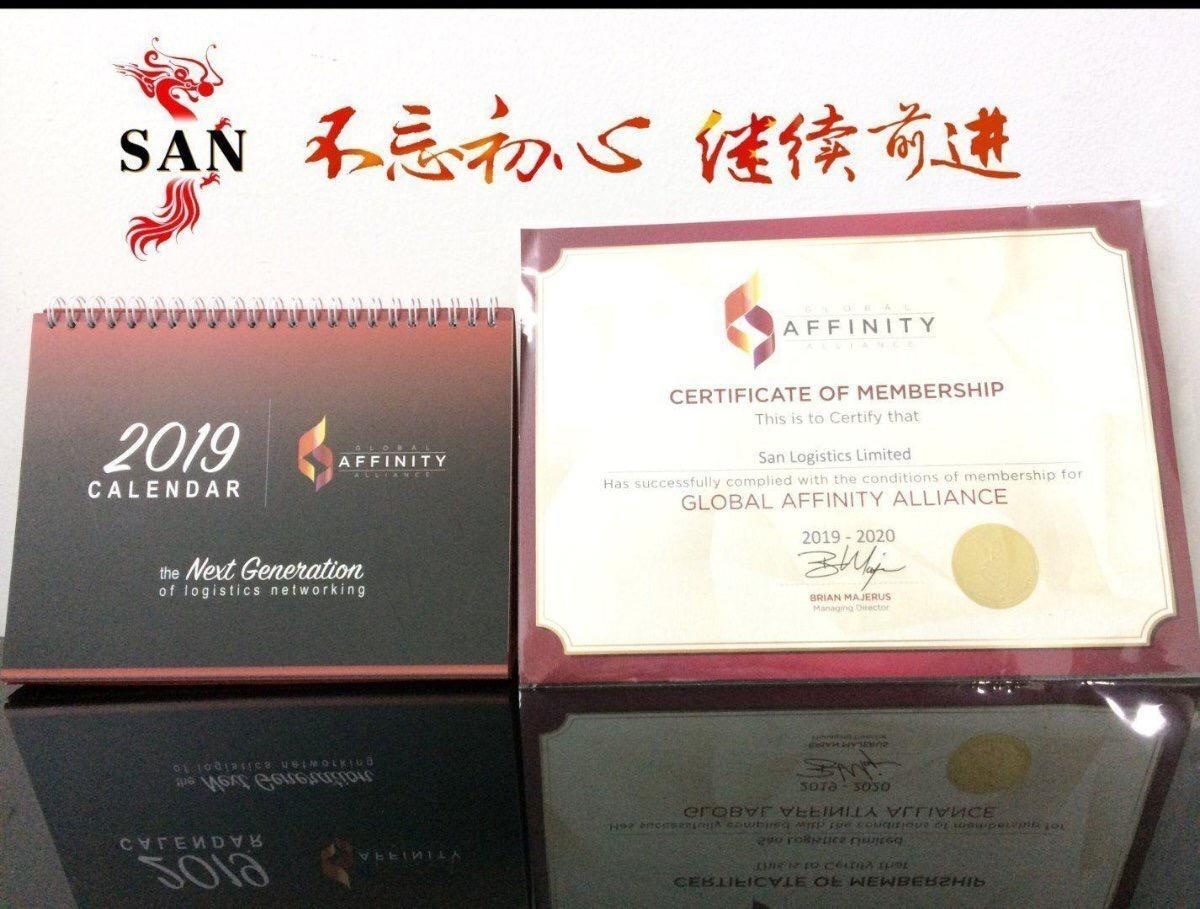 SAN
不忘初心 继续前进
2019
CALENDAR
GLOBAL
AFFINITY
ALLIANCE
the Next Generation
of logistics networking
GLOBAL
AFFINITY
ALLIANCE
CERTIFICATE OF MEMBERSHIP
This is to Certify that
San Logistics Limited
Has successfully complied with the conditions of membership for
GLOBAL AFFINITY ALLIANCE
2019 - 2020
BRIAN MAJERUS
Managing Director